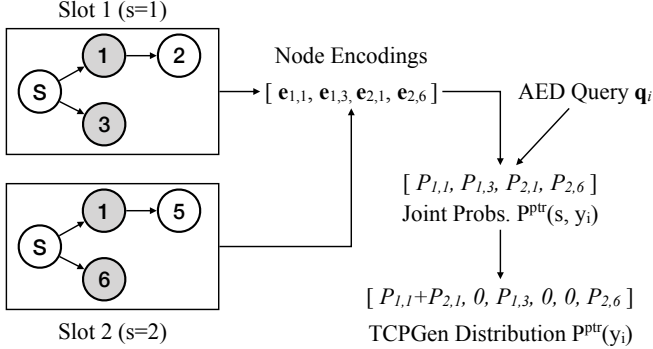 Slot 1 (s=1)
S
1
2
3
Node Encodings
[ e1,1, e1,3, e2,1, e2,6 ]
AED Query qi
S
1
5
6
Slot 2 (s=2)
[ P1,1, P1,3, P2,1, P2,6 ]
Joint Probs. Pptr(s, yi)
[ P1,1+P2,1, 0, P1,3, 0, 0, P2,6 ]
TCPGen Distribution Pptr(yi)